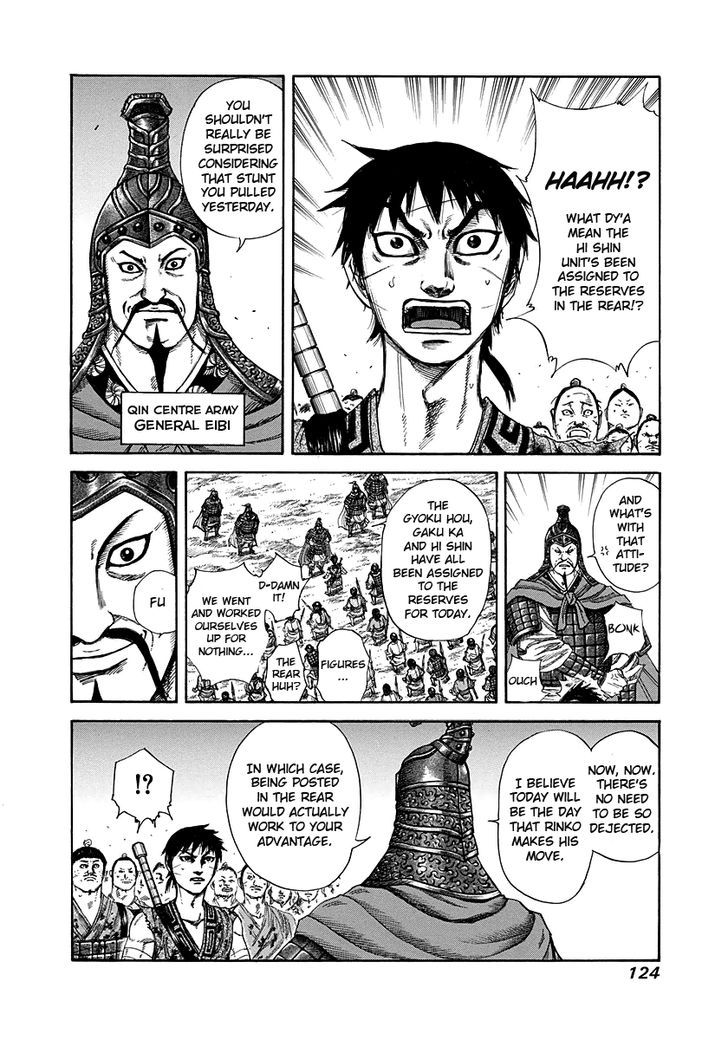 HAAHH!?
WHAT DY'A
MEAN THE
HI SHIN
UNIT'S BEEN
ASSIGNED TO
THE RESERVES
IN THE REAR!?
YOU
SHOULDN'T
REALLY BE
SURPRISED
CONSIDERING
THAT STUNT
YOU PULLED
YESTERDAY.
QIN CENTRE ARMY
GENERAL EIBI
AND
WHAT'S
WITH
THAT
ATTI-
TUDE?
BONK
OUCH
THE
GYOKU HOU,
GAKU KA
AND HI SHIN
HAVE ALL
BEEN ASSIGNED
TO THE
RESERVES
FOR TODAY.
FIGURES
...
D-DAMN
IT!
THE
REAR
HUH?
WE WENT
AND WORKED
OURSELVES
UP FOR
NOTHING...
FU
NOW, NOW.
THERE'S
NO NEED
TO BE SO
DEJECTED.
I BELIEVE
TODAY WILL
BE THE DAY
THAT RINKO
MAKES HIS
MOVE.
IN WHICH CASE,
BEING POSTED
IN THE REAR
WOULD ACTUALLY
WORK TO YOUR
ADVANTAGE.
!?
124